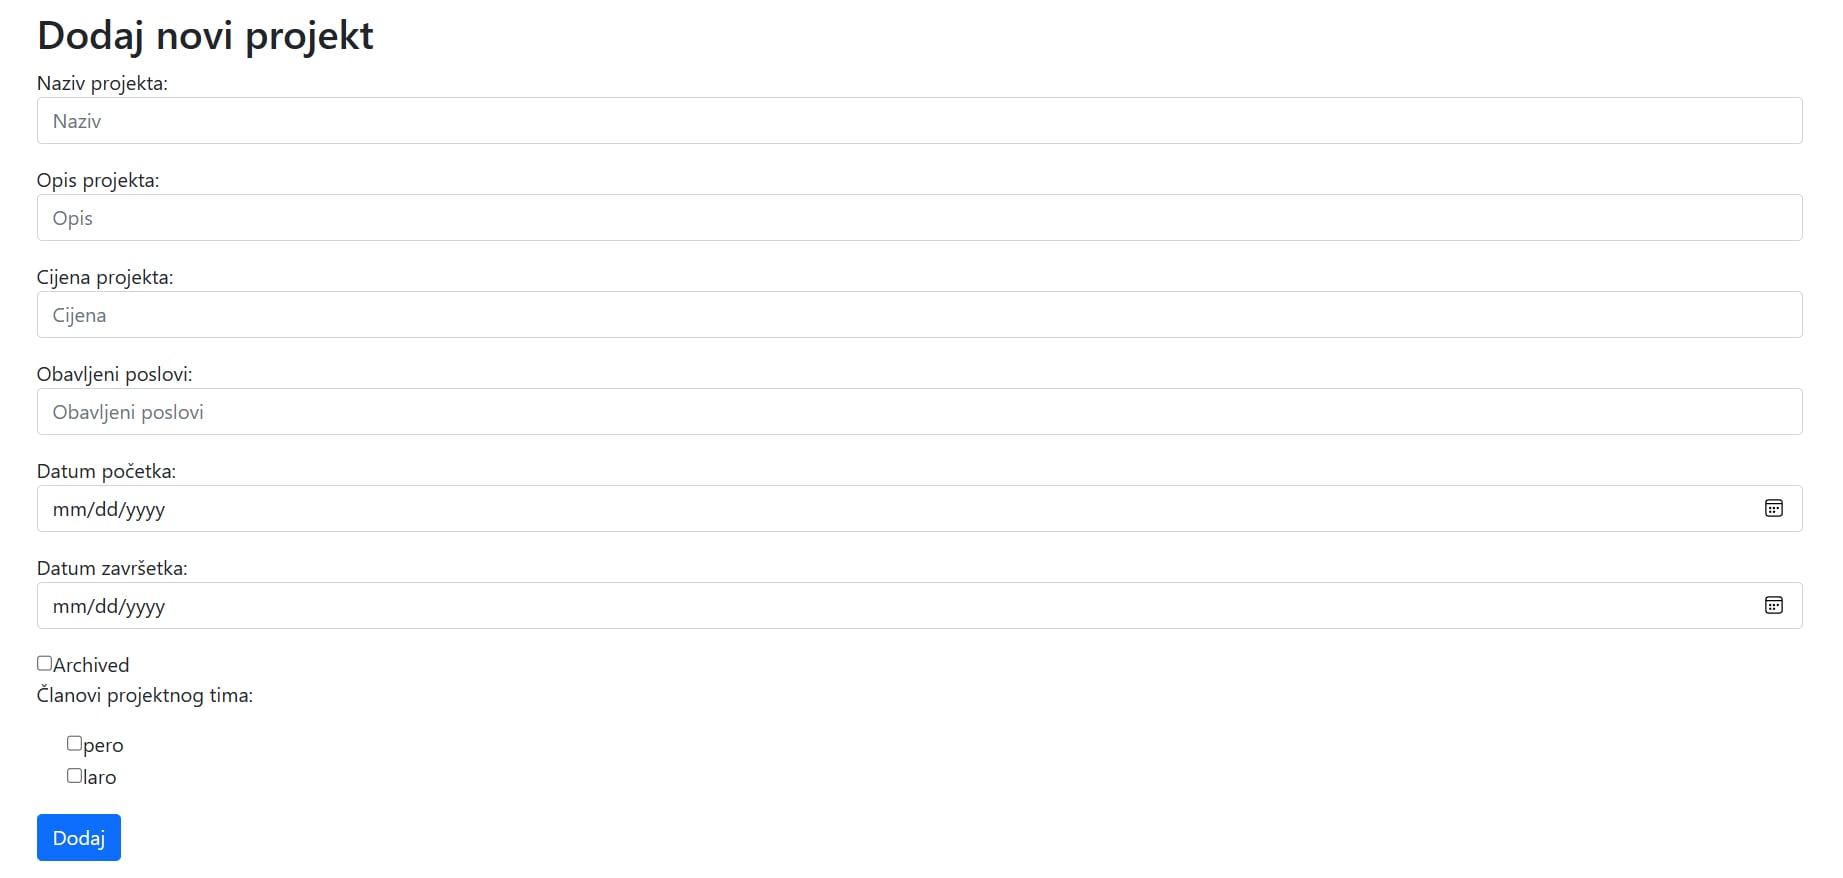 Dodaj novi projekt
Naziv projekta:
Naziv
Opis projekta:
Opis
Cijena projekta:
Cijena
Obavljeni poslovi:
Obavljeni poslovi
Datum početka:
mm/dd/yyyy
Datum završetka:
mm/dd/yyyy
Archived
Članovi projektnog tima:
pero
laro
Dodaj